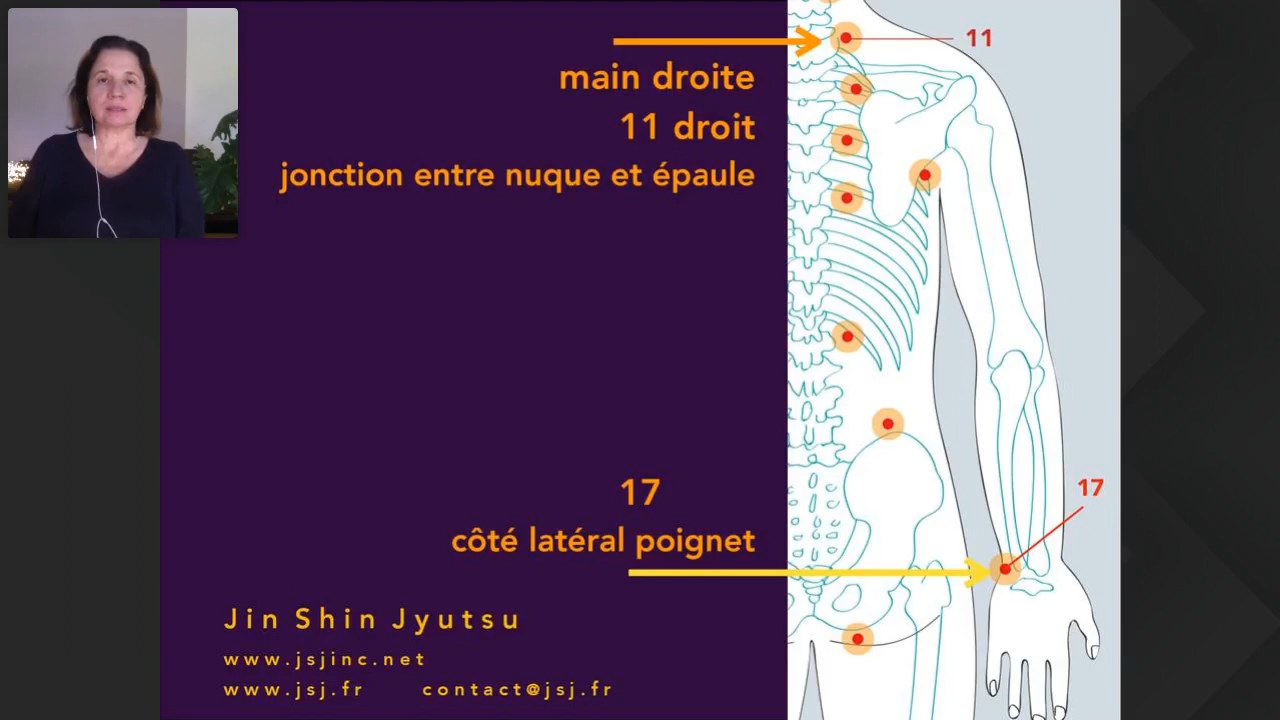 11
main droite
11 droit
jonction entre nuque et épaule
17
17
côté latéral poignet
Jin Shin Jyutsu
www.jsjinc.net
www.jsj.fr contact@jsj.fr